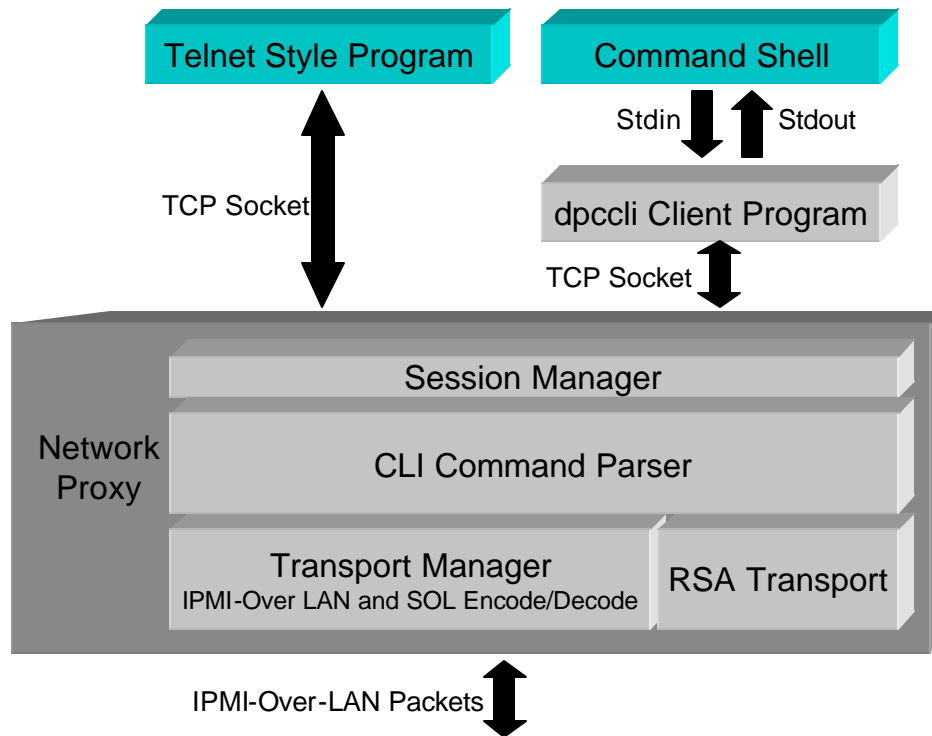 Telnet Style Program
Command Shell
Stdin
Stdout
TCP Socket
dpccli Client Program
TCP Socket
Session Manager
Network
Proxy
CLI Command Parser
Transport Manager
IPMI-Over LAN and SOL Encode/Decode
RSA Transport
IPMI-Over-LAN Packets